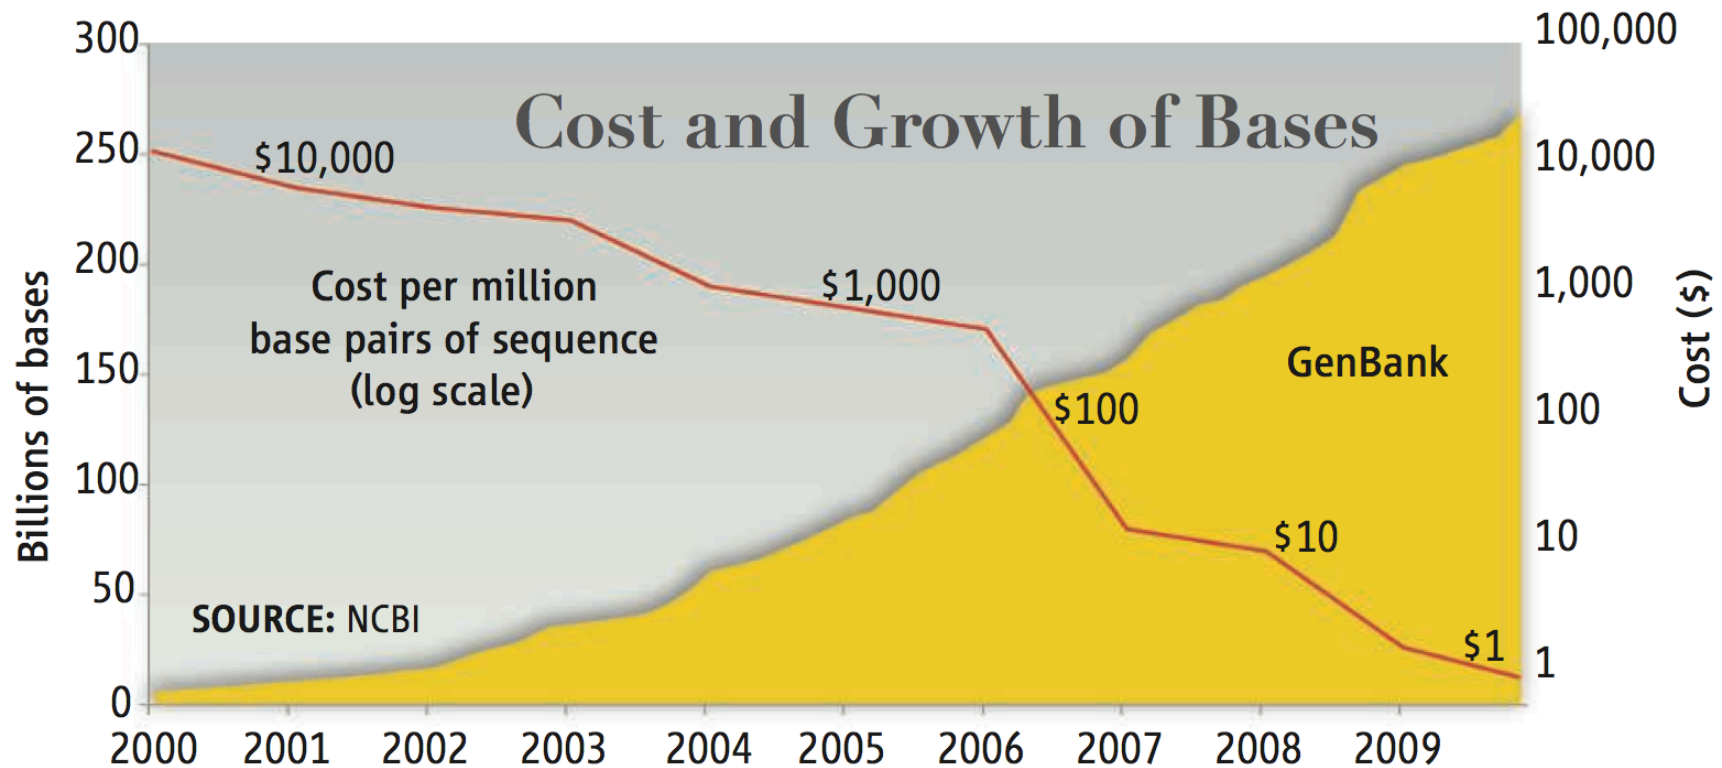 Cost and Growth of Bases
Billions of bases
300
250
200
150
100
50
0
$10,000
$1,000
$100
$10
$1
Cost per million
base pairs of sequence
(log scale)
GenBank
SOURCE: NCBI
100,000
10,000
1,000
100
10
1
Cost ($)
2000 2001 2002 2003 2004 2005 2006 2007 2008 2009